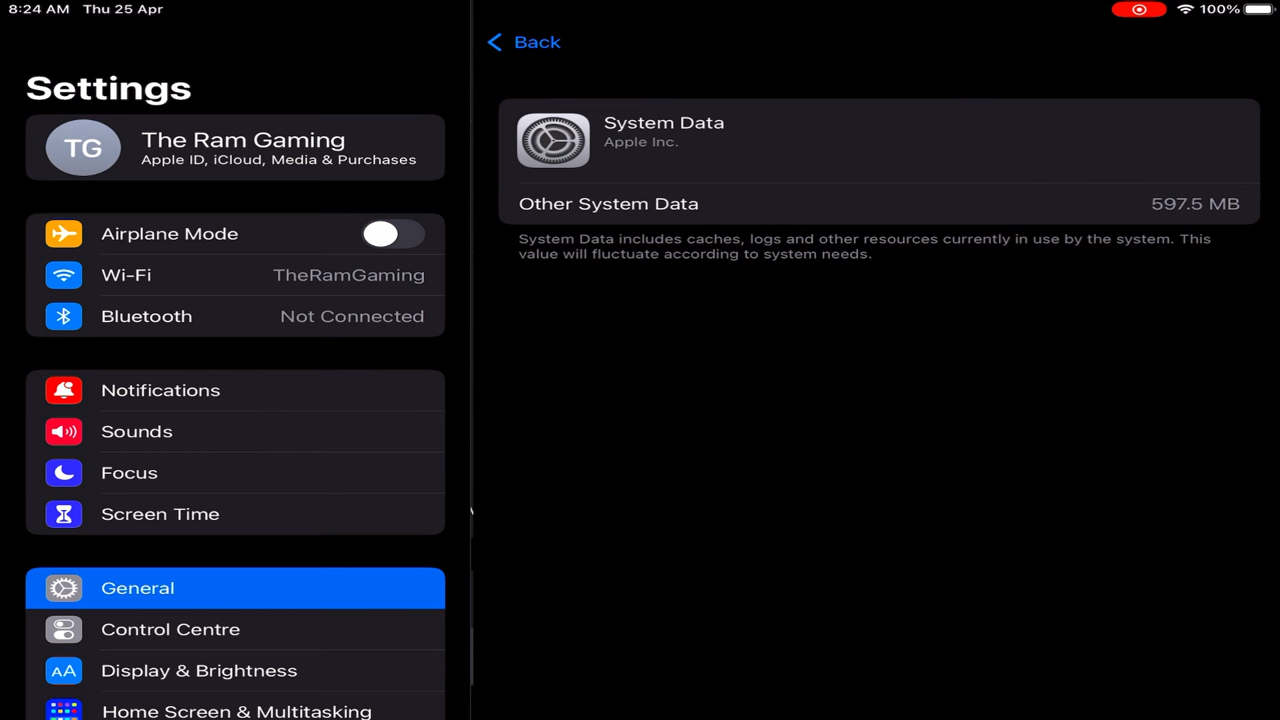 8:24 AM Thu 25 Apr
100%
Settings
TG
The Ram Gaming
Apple ID, iCloud, Media & Purchases
Airplane Mode
Wi-Fi TheRamGaming
Bluetooth Not Connected
Notifications
Sounds
Focus
Screen Time
General
Control Centre
AA Display & Brightness
Home Screen & Multitasking
Back
System Data
Apple Inc.
Other System Data 597.5 MB
System Data includes caches, logs and other resources currently in use by the system. This
value will fluctuate according to system needs.